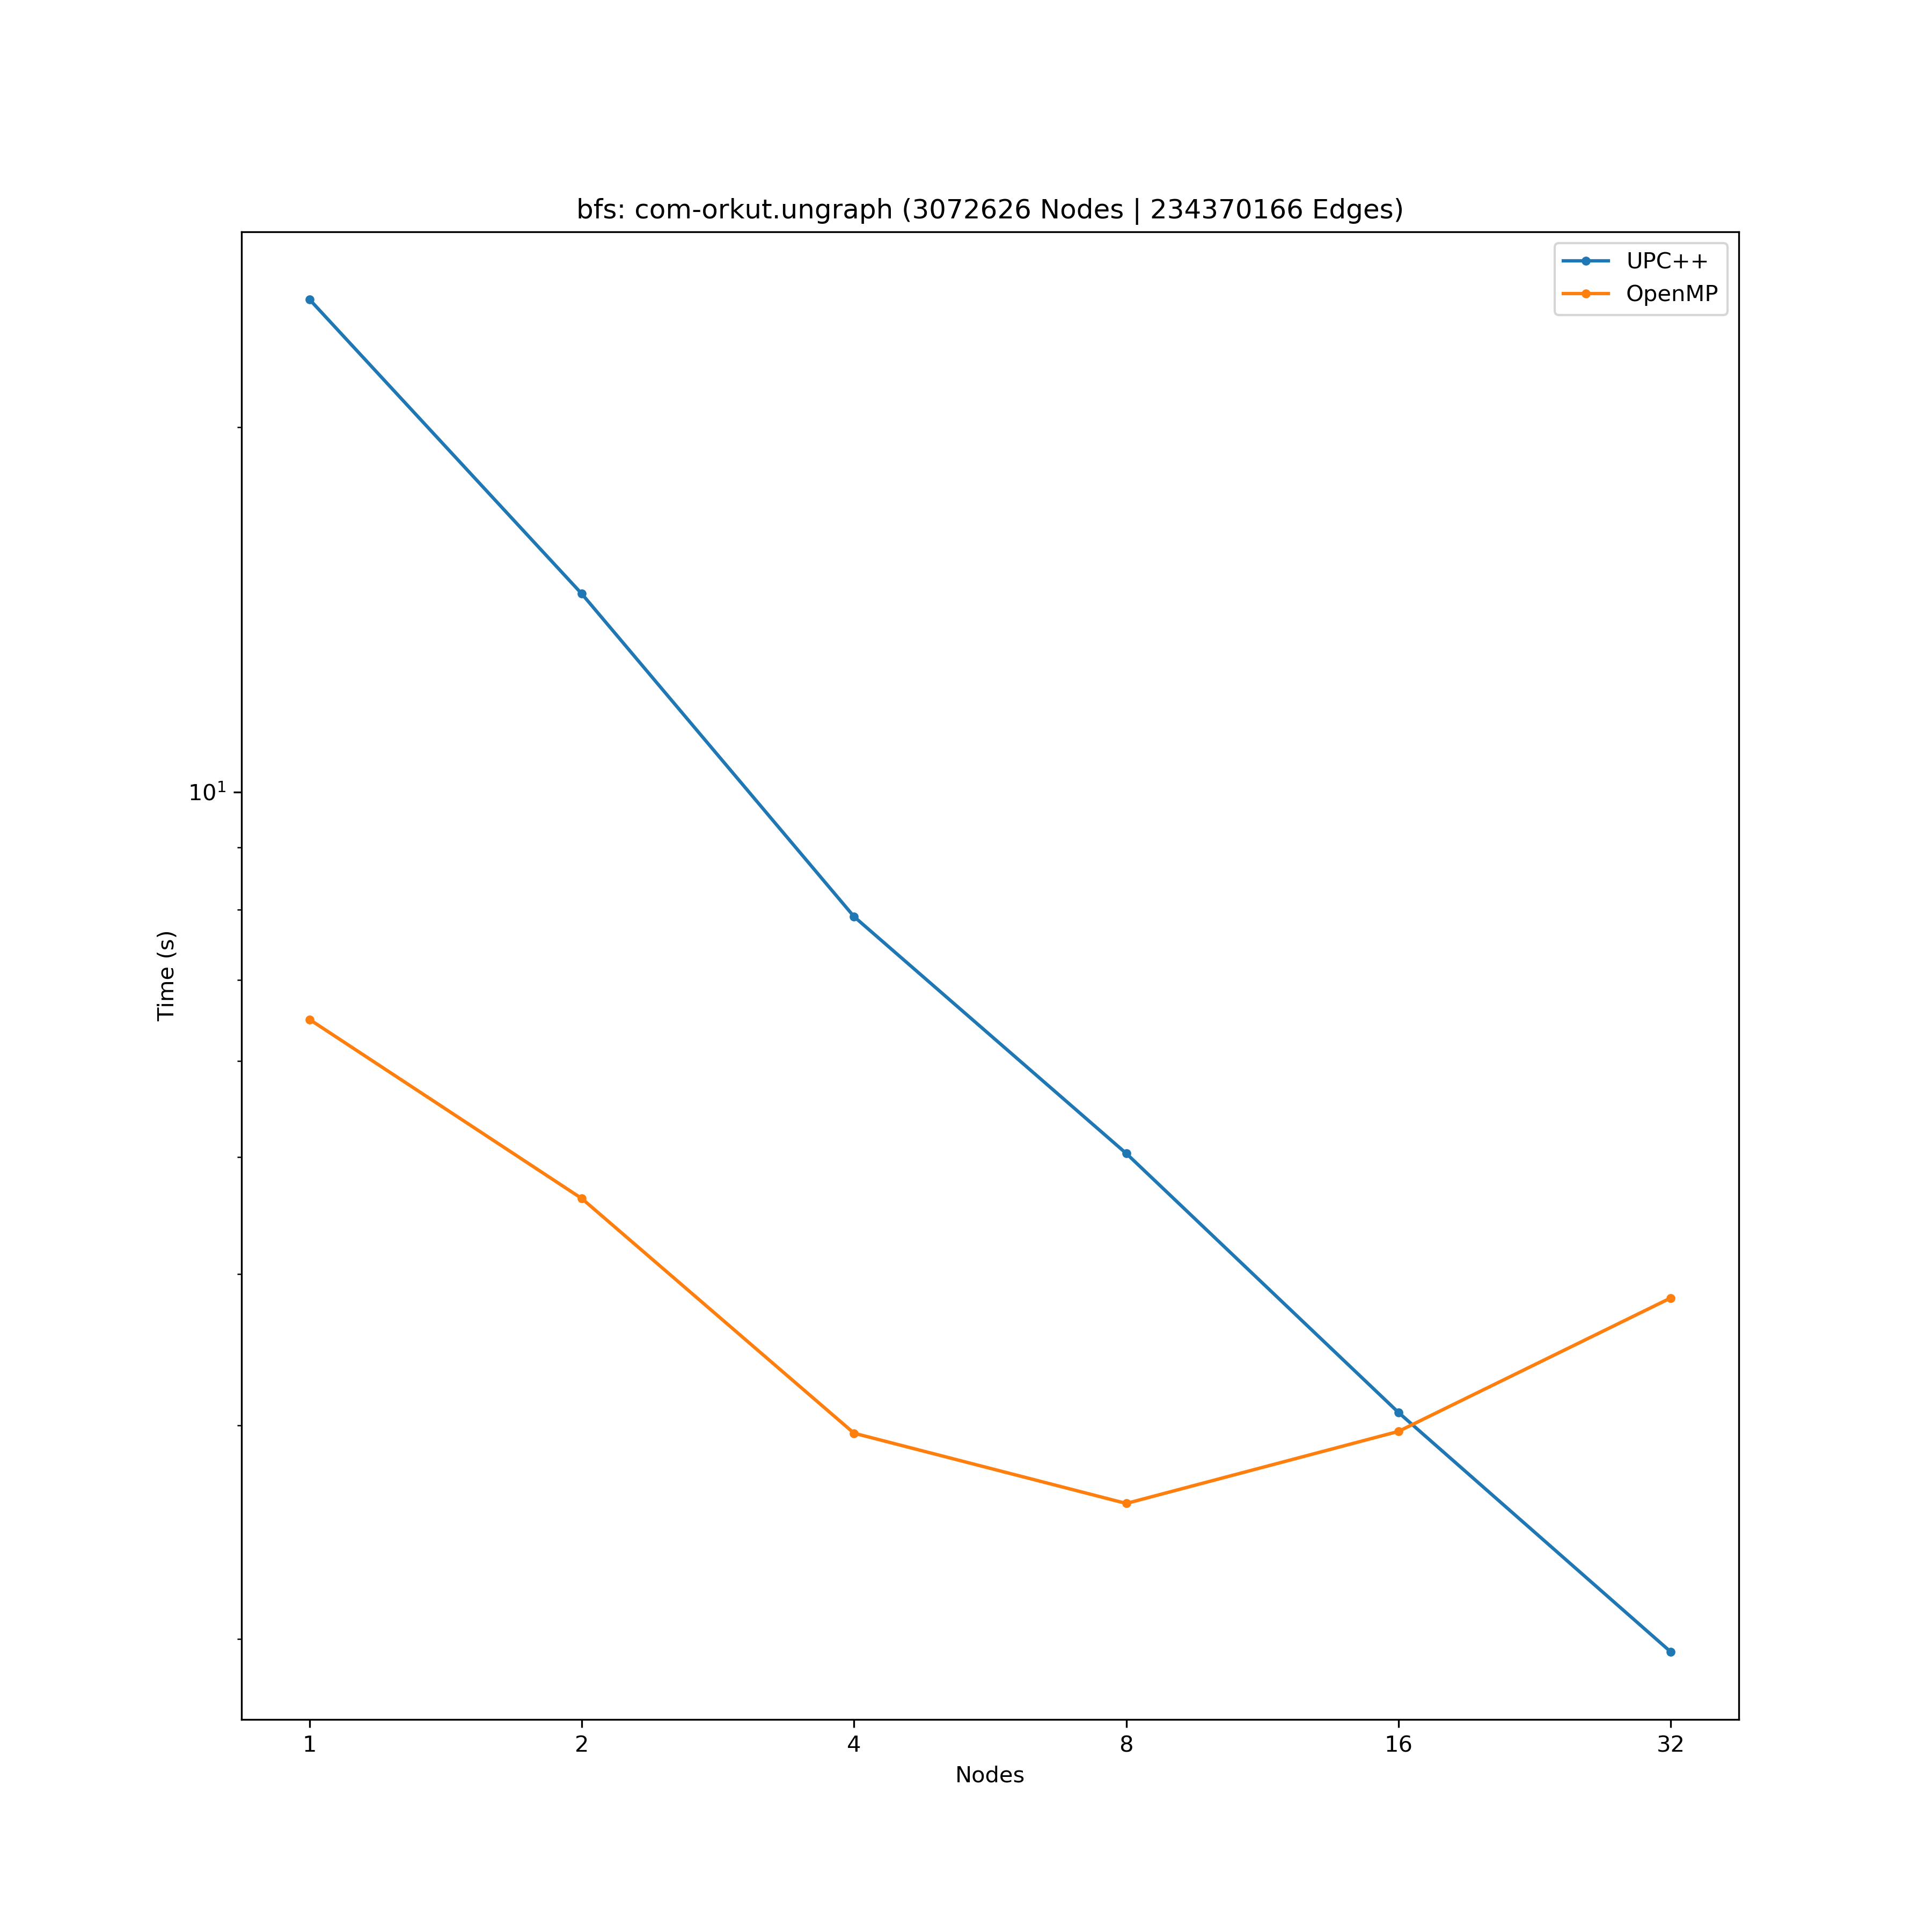 bfs: com-orkut.ungraph (3072626 Nodes | 234370166 Edges)
UPC++
OpenMP
10¹
Time (s)
1 2 4 8 16 32
Nodes